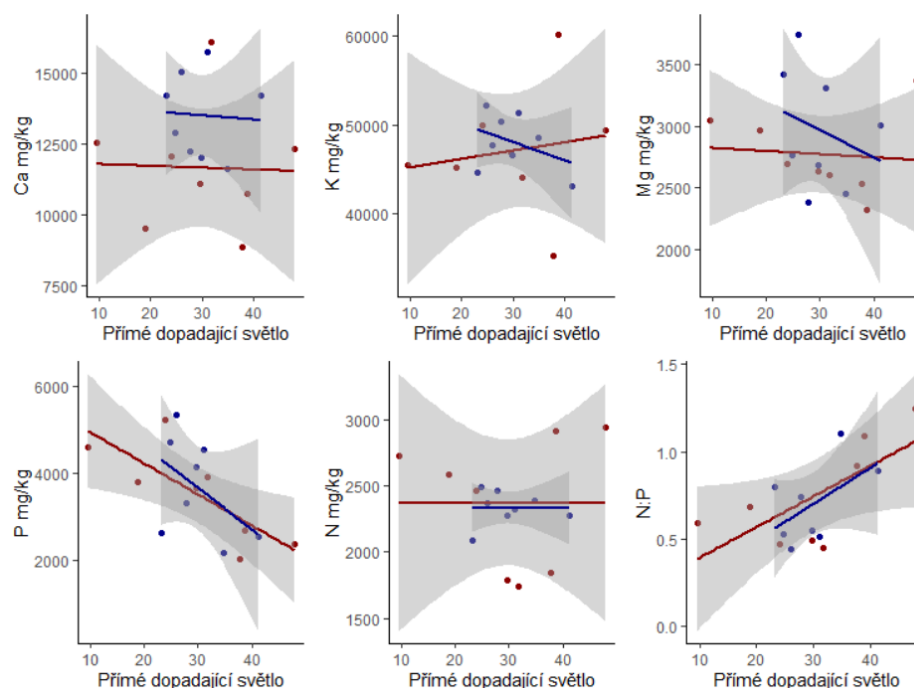 Ca mg/kg
15000
12500
10000
7500
10 20 30 40
Přímé dopadající světlo
K mg/kg
60000
50000
40000
10 20 30 40
Přímé dopadající světlo
Mg mg/kg
3500
3000
2500
2000
10 20 30 40
Přímé dopadající světlo
P mg/kg
6000
4000
2000
10 20 30 40
Přímé dopadající světlo
N mg/kg
3000
2500
2000
1500
10 20 30 40
Přímé dopadající světlo
N:P
1.5
1.0
0.5
0.0
10 20 30 40
Přímé dopadající světlo